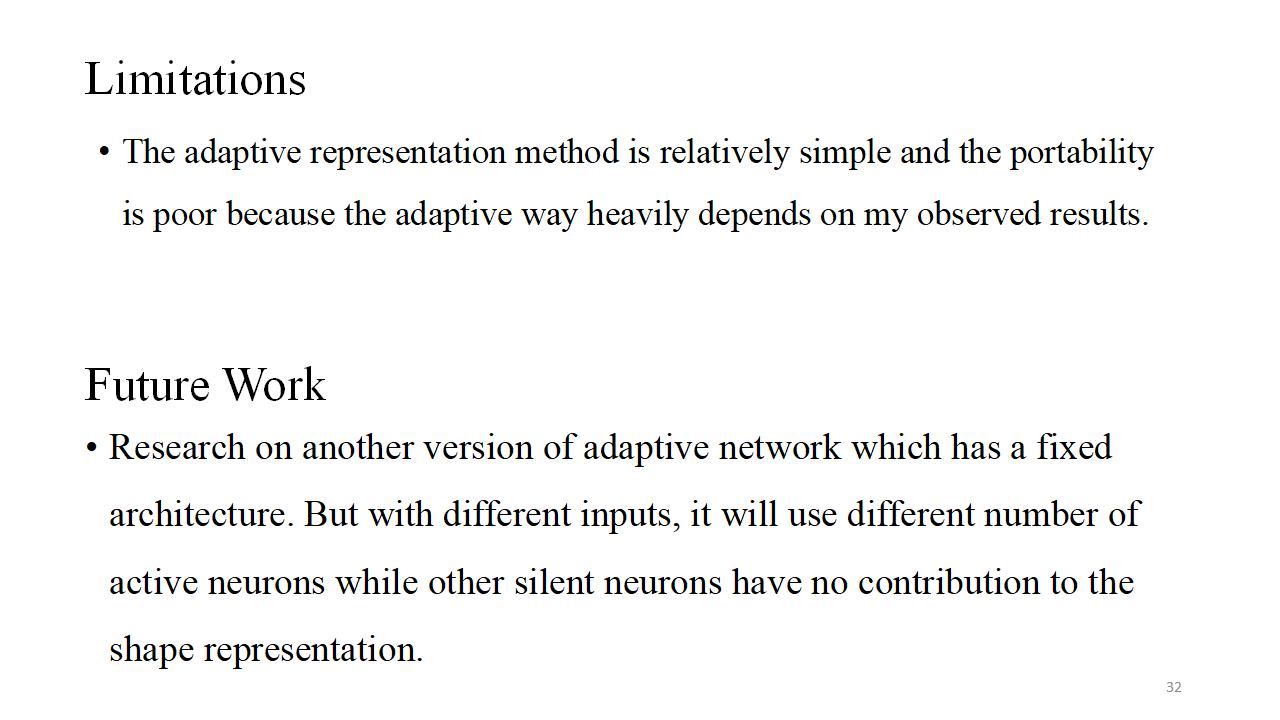 Limitations
• The adaptive representation method is relatively simple and the portability
is poor because the adaptive way heavily depends on my observed results.
Future Work
• Research on another version of adaptive network which has a fixed
architecture. But with different inputs, it will use different number of
active neurons while other silent neurons have no contribution to the
shape representation.
32